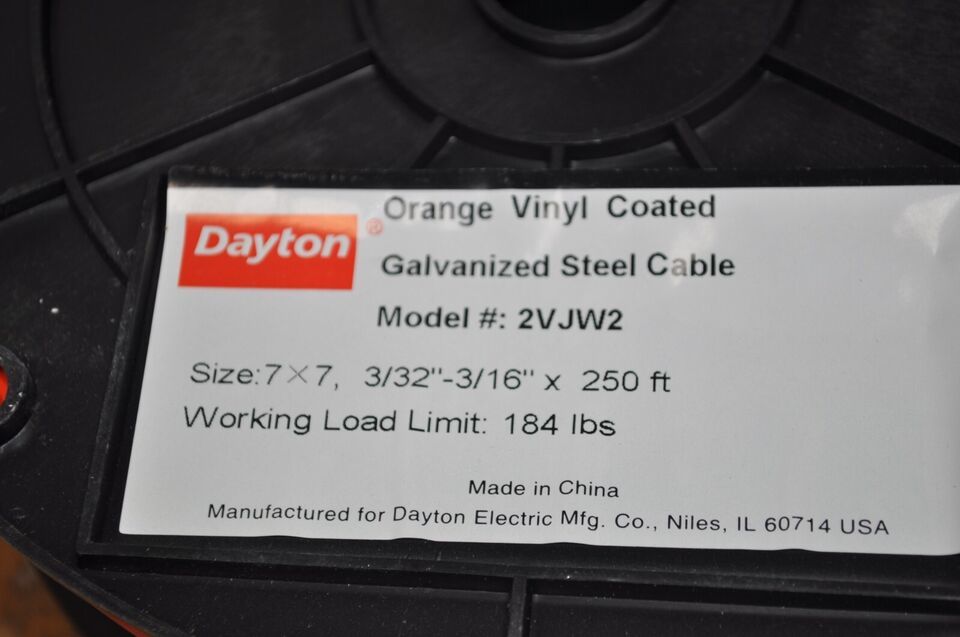 Dayton®
Orange Vinyl Coated
Galvanized Steel Cable
Model #: 2VJW2
Size:7×7, 3/32"-3/16" x 250 ft
Working Load Limit: 184 lbs
Made in China
Manufactured for Dayton Electric Mfg. Co., Niles, IL 60714 USA